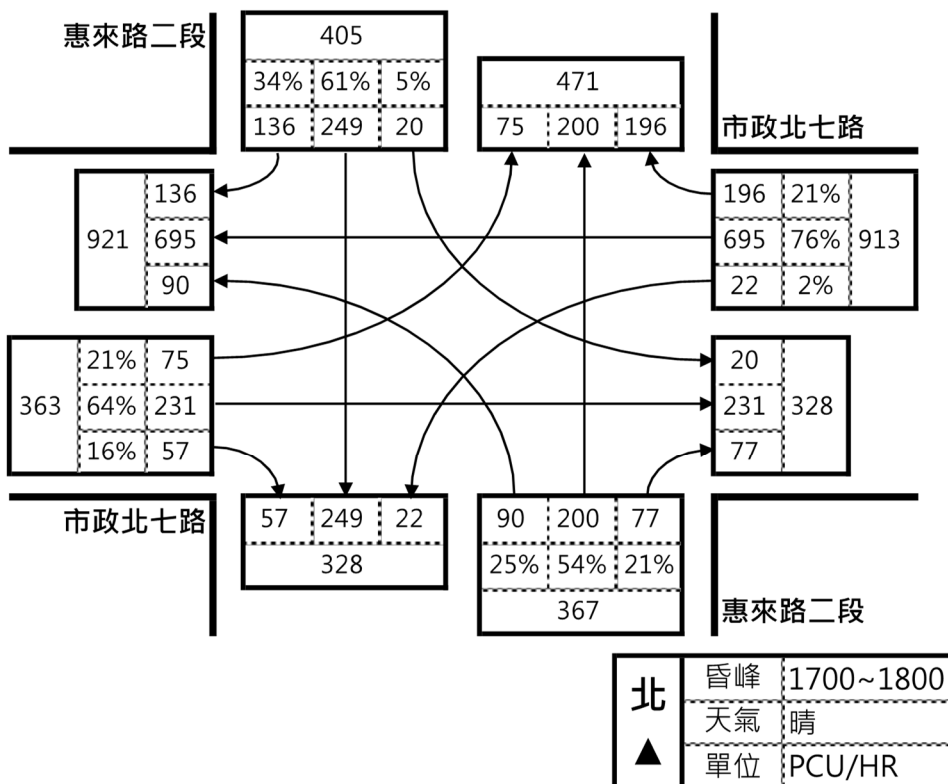 惠來路二段
405
34% 61% 5%
136 249 20
471
75 200 196
市政北七路
921
136
695
90
196 21%
695 76%
22 2%
913
363
21% 75
64% 231
16% 57
20
231
77
328
市政北七路
57 249 22
328
90 200 77
25% 54% 21%
367
惠來路二段
北
▲
昏峰 1700~1800
天氣 晴
單位 PCU/HR